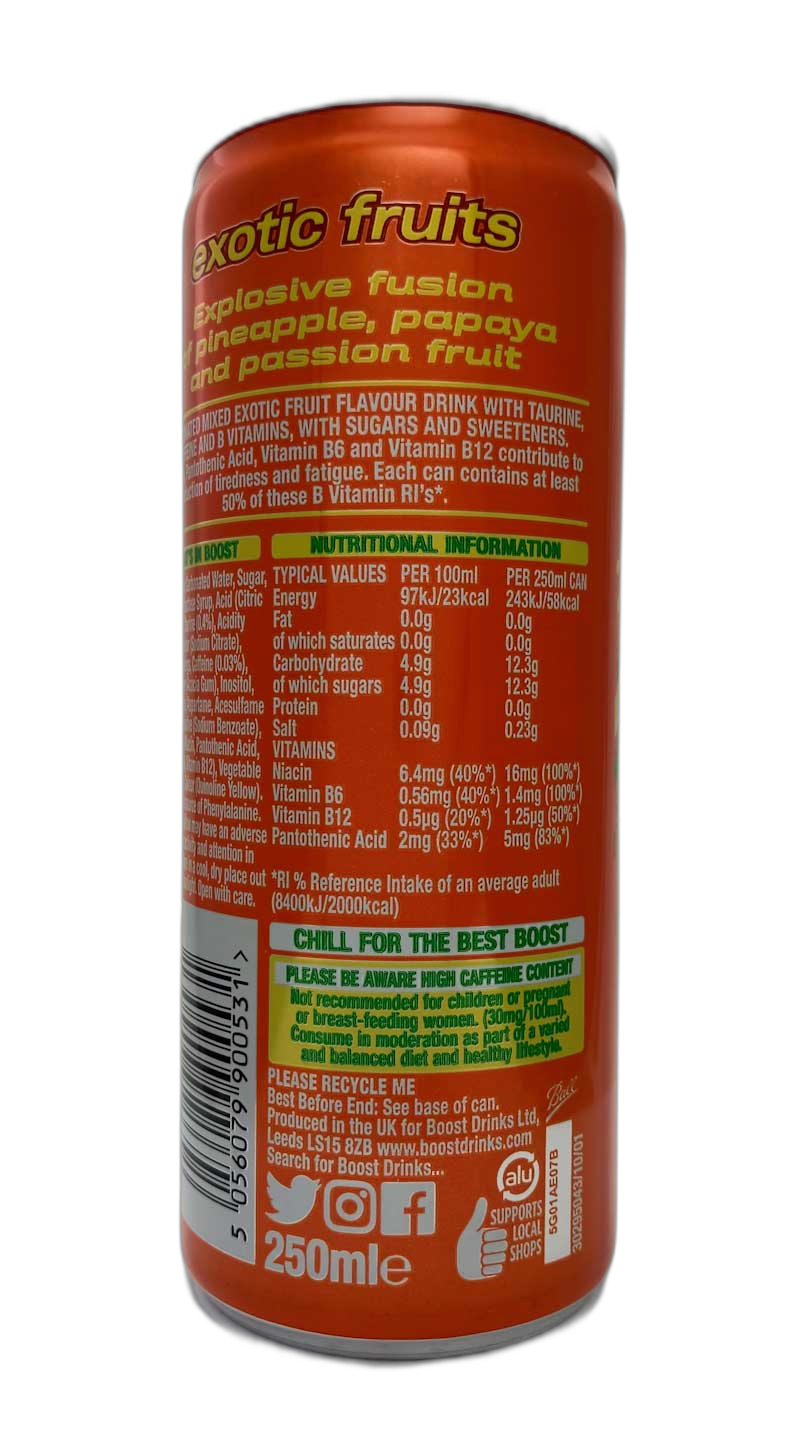 exotic fruits
Explosive fusion
pineapple, papaya
and passion fruit
MIXED EXOTIC FRUIT FLAVOUR DRINK WITH TAURINE,
AND B VITAMINS, WITH SUGARS AND SWEETENERS.
Acid, Vitamin B6 and Vitamin B12 contribute to
of tiredness and fatigue. Each can contains at least
50% of these B Vitamin RI's*.
IN BOOST
Water, Sugar,
Syrup, Acid (Citric
(0.4%), Acidity
(Sodium Citrate),
Caffeine (0.03%),
Gum), Inositol,
Acesulfame
(Sodium Benzoate),
Pantothenic Acid,
B12), Vegetable
(Quinoline Yellow).
of Phenylalanine.
may have an adverse
and attention in
cool, dry place out
Open with care.
NUTRITIONAL INFORMATION
TYPICAL VALUES PER 100ml PER 250ml CAN
Energy 97kJ/23kcal 243kJ/58kcal
Fat 0.0g 0.0g
of which saturates 0.0g 0.0g
Carbohydrate 4.9g 12.3g
of which sugars 4.9g 12.3g
Protein 0.0g 0.0g
Salt 0.09g 0.23g
VITAMINS
Niacin 6.4mg (40%*) 16mg (100%*)
Vitamin B6 0.56mg (40%*) 1.4mg (100%*)
Vitamin B12 0.5µg (20%*) 1.25µg (50%*)
Pantothenic Acid 2mg (33%*) 5mg (83%*)
*RI % Reference Intake of an average adult
(8400kJ/2000kcal)
CHILL FOR THE BEST BOOST
PLEASE BE AWARE HIGH CAFFEINE CONTENT
Not recommended for children or pregnant
or breast-feeding women. (30mg/100ml).
Consume in moderation as part of a varied
and balanced diet and healthy lifestyle.
PLEASE RECYCLE ME
Best Before End: See base of can.
Produced in the UK for Boost Drinks Ltd,
Leeds LS15 8ZB www.boostdrinks.com
Search for Boost Drinks...
250ml e
Ball
alu
SUPPORTS
LOCAL
SHOPS
5G01AE07B
30295043/10/01
5 056079 900531 >